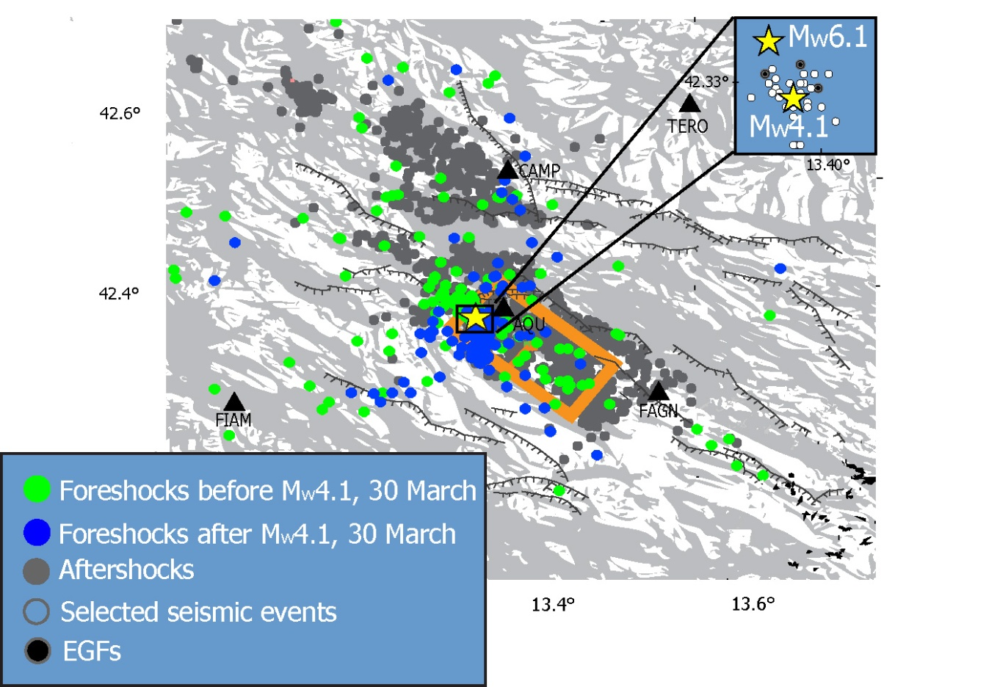 Mw6.1
42.33°
Mw4.1
13.40°
TERO
42.6°
CAMP
42.4°
AQU
FAGN
FIAM
Foreshocks before Mw4.1, 30 March
Foreshocks after Mw4.1, 30 March
Aftershocks
Selected seismic events
EGFs
13.4°
13.6°